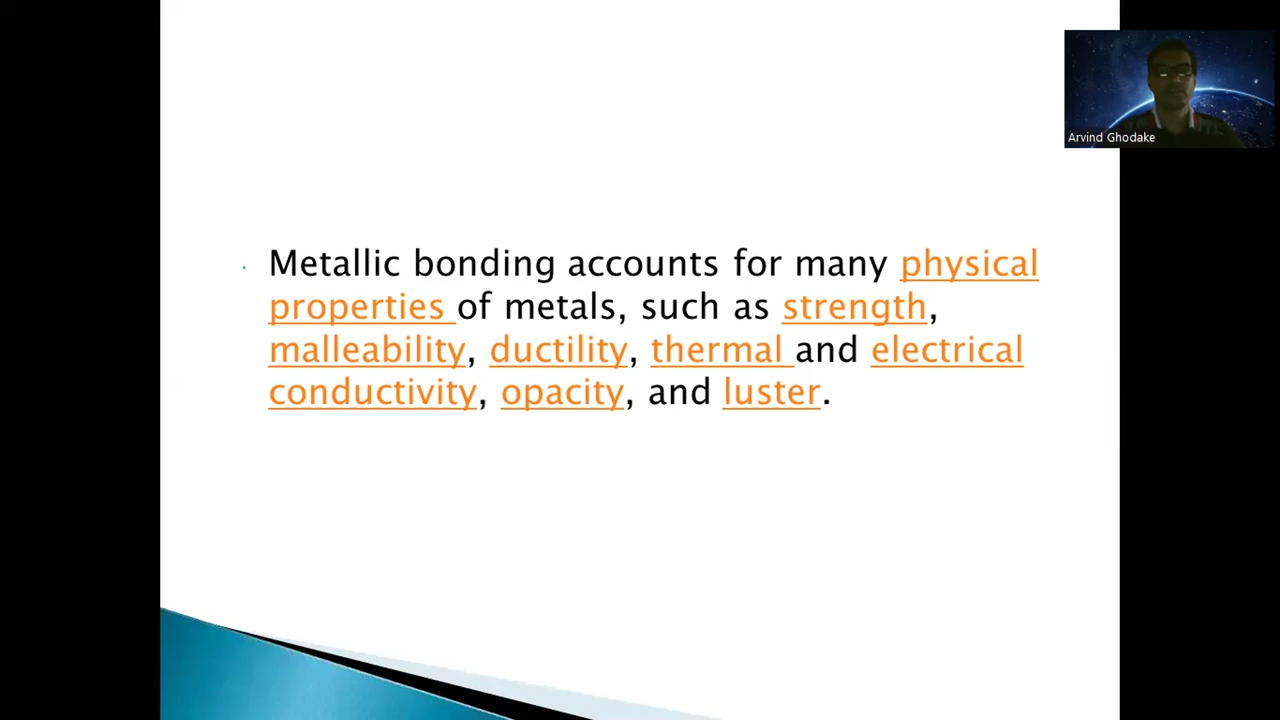 Arvind Ghodake
Metallic bonding accounts for many physical
properties of metals, such as strength,
malleability, ductility, thermal and electrical
conductivity, opacity, and luster.